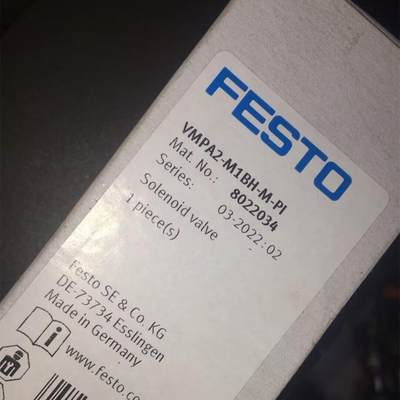 FESTO
VMPA2-M1BH-M-PI
Mat. No.: 8022034
Series: 03-2022:02
Solenoid valve
1 piece(s)
Festo SE & Co. KG
DE-73734 Esslingen
Made in Germany
www.festo.co